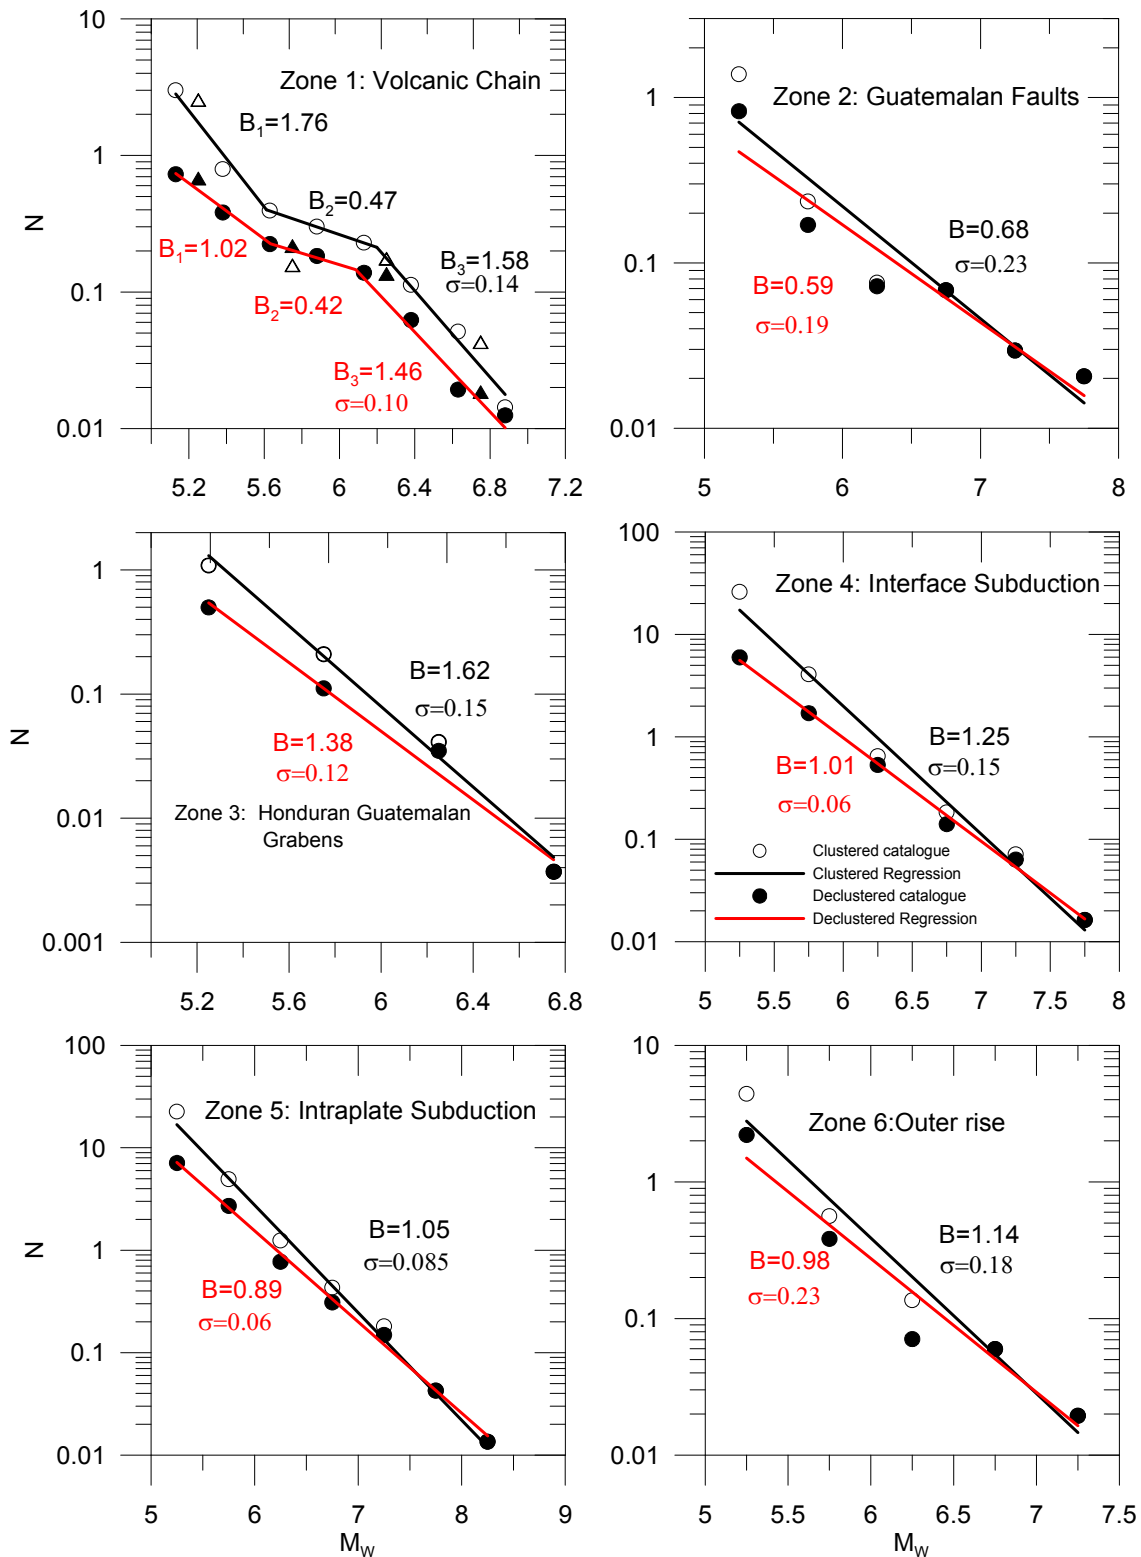 10
1
0.1
0.01
N
Zone 1: Volcanic Chain
B1=1.76
B2=0.47
B1=1.02
B3=1.58
σ=0.14
B2=0.42
B3=1.46
σ=0.10
5.2 5.6 6 6.4 6.8 7.2
1
0.1
0.01
Zone 2: Guatemalan Faults
B=0.68
σ=0.23
B=0.59
σ=0.19
5 6 7 8
1
0.1
0.01
0.001
N
B=1.62
σ=0.15
B=1.38
σ=0.12
Zone 3: Honduran Guatemalan
Grabens
5.2 5.6 6 6.4 6.8
100
10
1
0.1
0.01
Zone 4: Interface Subduction
B=1.25
σ=0.15
B=1.01
σ=0.06
Clustered catalogue
Clustered Regression
Declustered catalogue
Declustered Regression
5 5.5 6 6.5 7 7.5 8
100
10
1
0.1
0.01
N
Zone 5: Intraplate Subduction
B=1.05
σ=0.085
B=0.89
σ=0.06
5 6 7 8 9
MW
10
1
0.1
0.01
Zone 6:Outer rise
B=1.14
σ=0.18
B=0.98
σ=0.23
5 5.5 6 6.5 7 7.5
MW